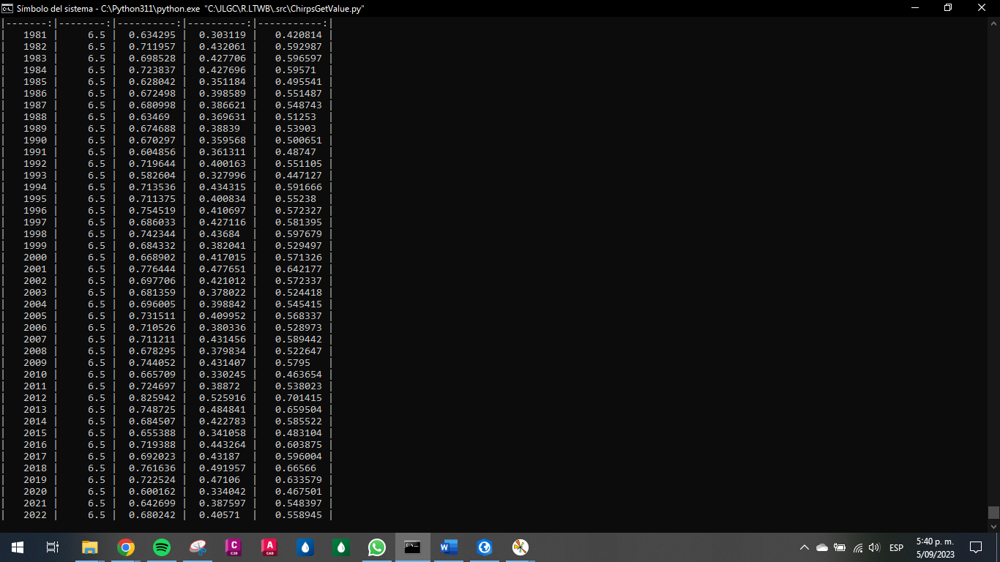 Símbolo del sistema - C:\Python311\python.exe "C:\JLGC\R.LTWB\.src\ChirpsGetValue.py"
|-------:|--------:|----------:|----------:|-----------:|
| 1981 | 6.5 | 0.634295 | 0.303119 | 0.420814 |
| 1982 | 6.5 | 0.711957 | 0.432061 | 0.592987 |
| 1983 | 6.5 | 0.698528 | 0.427706 | 0.596597 |
| 1984 | 6.5 | 0.723837 | 0.427696 | 0.59571 |
| 1985 | 6.5 | 0.628042 | 0.351184 | 0.495541 |
| 1986 | 6.5 | 0.672498 | 0.398589 | 0.551487 |
| 1987 | 6.5 | 0.680998 | 0.386621 | 0.548743 |
| 1988 | 6.5 | 0.63469 | 0.369631 | 0.51253 |
| 1989 | 6.5 | 0.674688 | 0.38839 | 0.53903 |
| 1990 | 6.5 | 0.670297 | 0.359568 | 0.500651 |
| 1991 | 6.5 | 0.604856 | 0.361311 | 0.48747 |
| 1992 | 6.5 | 0.719644 | 0.400163 | 0.551105 |
| 1993 | 6.5 | 0.582604 | 0.327996 | 0.447127 |
| 1994 | 6.5 | 0.713536 | 0.434315 | 0.591666 |
| 1995 | 6.5 | 0.711375 | 0.400834 | 0.55238 |
| 1996 | 6.5 | 0.754519 | 0.410697 | 0.572327 |
| 1997 | 6.5 | 0.686033 | 0.427116 | 0.581395 |
| 1998 | 6.5 | 0.742344 | 0.43684 | 0.597679 |
| 1999 | 6.5 | 0.684332 | 0.382041 | 0.529497 |
| 2000 | 6.5 | 0.668902 | 0.417015 | 0.571326 |
| 2001 | 6.5 | 0.776444 | 0.477651 | 0.642177 |
| 2002 | 6.5 | 0.697706 | 0.421012 | 0.572337 |
| 2003 | 6.5 | 0.681359 | 0.378022 | 0.524418 |
| 2004 | 6.5 | 0.696005 | 0.398842 | 0.545415 |
| 2005 | 6.5 | 0.731511 | 0.409952 | 0.568337 |
| 2006 | 6.5 | 0.710526 | 0.380336 | 0.528973 |
| 2007 | 6.5 | 0.711211 | 0.431456 | 0.589442 |
| 2008 | 6.5 | 0.678295 | 0.379834 | 0.522647 |
| 2009 | 6.5 | 0.744052 | 0.431407 | 0.5795 |
| 2010 | 6.5 | 0.665709 | 0.330245 | 0.463654 |
| 2011 | 6.5 | 0.724697 | 0.38872 | 0.538023 |
| 2012 | 6.5 | 0.825942 | 0.525916 | 0.701415 |
| 2013 | 6.5 | 0.748725 | 0.484841 | 0.659504 |
| 2014 | 6.5 | 0.684507 | 0.422783 | 0.585522 |
| 2015 | 6.5 | 0.655388 | 0.341058 | 0.483104 |
| 2016 | 6.5 | 0.719388 | 0.443264 | 0.603875 |
| 2017 | 6.5 | 0.692023 | 0.43187 | 0.596004 |
| 2018 | 6.5 | 0.761636 | 0.491957 | 0.66566 |
| 2019 | 6.5 | 0.722524 | 0.47106 | 0.633579 |
| 2020 | 6.5 | 0.600162 | 0.334042 | 0.467501 |
| 2021 | 6.5 | 0.642699 | 0.387597 | 0.548397 |
| 2022 | 6.5 | 0.680242 | 0.40571 | 0.558945 |
C
C3D
A
CAD
C:\
W
ESP
5:40 p. m.
5/09/2023